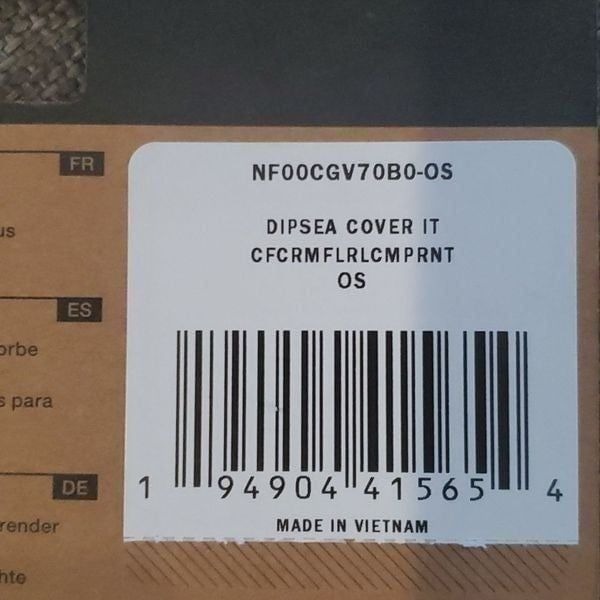 FR
us
ES
orbe
s para
DE
render
hte
NF00CGV70B0-OS
DIPSEA COVER IT
CFCRMFLRLCMPRNT
OS
1 94904 41565 4
MADE IN VIETNAM